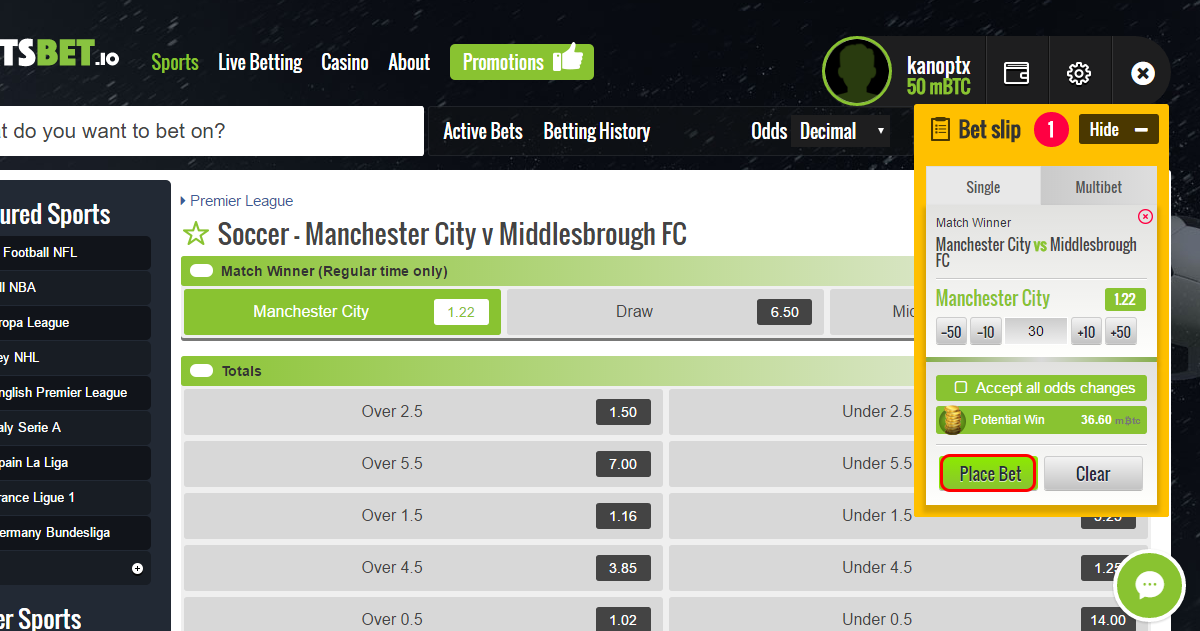 TSBET.io
Sports
Live Betting
Casino
About
Promotions
kanoptx
50 mBTC
t do you want to bet on?
Active Bets
Betting History
Odds
Decimal
Bet slip
1
Hide
Single
Multibet
Match Winner
Manchester City vs Middlesbrough
FC
Manchester City
1.22
-50
-10
30
+10
+50
Accept all odds changes
Potential Win
36.60 mBtc
Place Bet
Clear
ured Sports
Football NFL
ll NBA
ropa League
ey NHL
nglish Premier League
aly Serie A
pain La Liga
rance Ligue 1
ermany Bundesliga
er Sports
Premier League
Soccer - Manchester City v Middlesbrough FC
Match Winner (Regular time only)
Manchester City
1.22
Draw
6.50
Mid
Totals
Over 2.5
1.50
Under 2.5
Over 5.5
7.00
Under 5.5
Over 1.5
1.16
Under 1.5
Over 4.5
3.85
Under 4.5
1.25
Over 0.5
1.02
Under 0.5
14.00